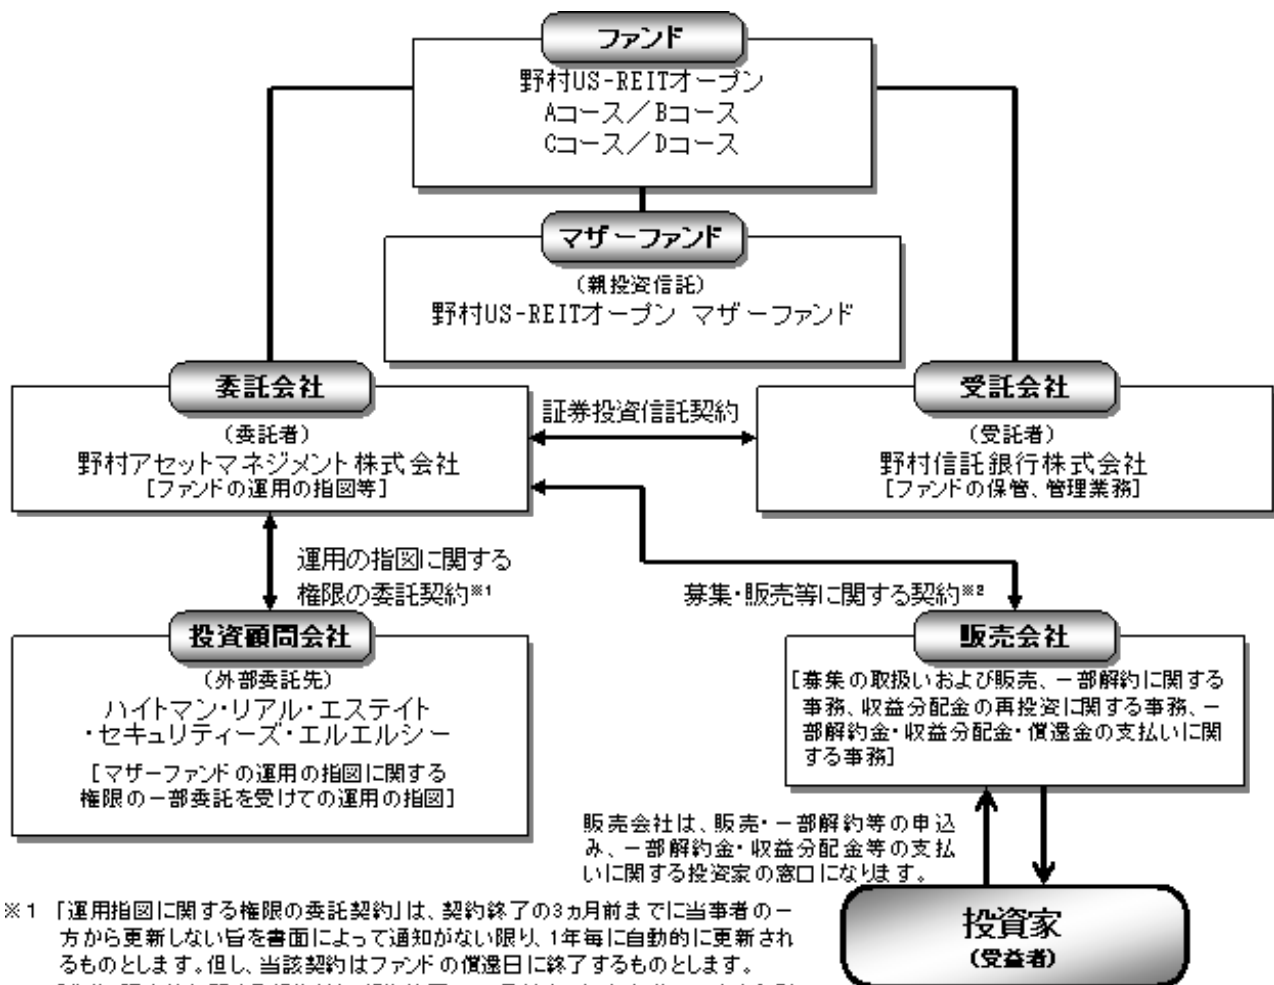 ファンド
野村US-REITオープン
Aコース／Bコース
Cコース／Dコース
マザーファンド
（親投資信託）
野村US-REITオープン マザーファンド
委託会社
（委託者）
野村アセットマネジメント株式会社
［ファンドの運用の指図等］
証券投資信託契約
受託会社
（受託者）
野村信託銀行株式会社
［ファンドの保管、管理業務］
運用の指図に関する
権限の委託契約※1
募集・販売等に関する契約※2
投資顧問会社
（外部委託先）
ハイトマン・リアル・エステイト
・セキュリティーズ・エルエルシー
［マザーファンドの運用の指図に関する
権限の一部委託を受けての運用の指図］
販売会社
［募集の取扱いおよび販売、一部解約に関する
事務、収益分配金の再投資に関する事務、一
部解約金・収益分配金・償還金の支払いに関
する事務］
販売会社は、販売・一部解約等の申込
み、一部解約金・収益分配金等の支払
いに関する投資家の窓口になります。
投資家
（受益者）
※1 「運用指図に関する権限の委託契約」は、契約終了の3ヵ月前までに当事者の一
方から更新しない旨を書面によって通知がない限り、1年毎に自動的に更新され
るものとします。但し、当該契約はファンドの償還日に終了するものとします。